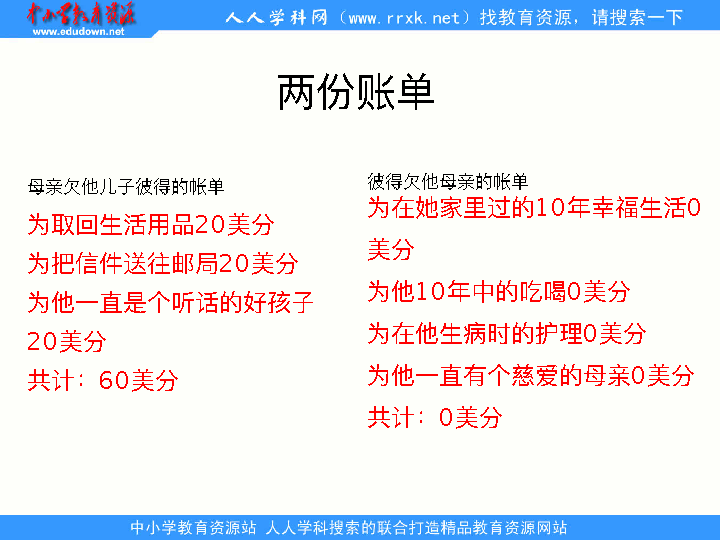 中小学教育资源
www.edudown.net
人人学科网（www.rrxk.net）找教育资源，请搜索一下
两份账单
母亲欠他儿子彼得的帐单
为取回生活用品20美分
为把信件送往邮局20美分
为他一直是个听话的好孩子
20美分
共计：60美分
彼得欠他母亲的帐单
为在她家里过的10年幸福生活0
美分
为他10年中的吃喝0美分
为在他生病时的护理0美分
为他一直有个慈爱的母亲0美分
共计：0美分
中小学教育资源站 人人学科搜索的联合打造精品教育资源网站